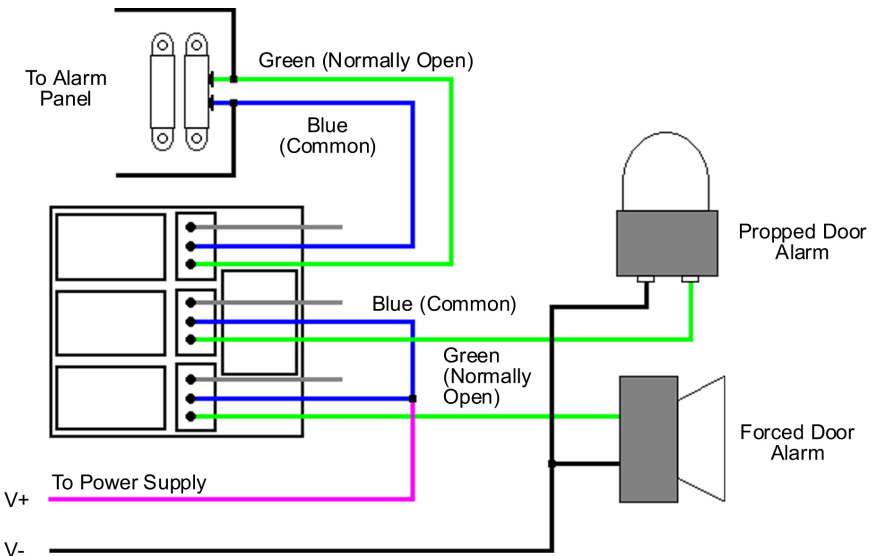 Green (Normally Open)
To Alarm
Panel
Blue
(Common)
Propped Door
Alarm
Blue (Common)
Green
(Normally
Open)
Forced Door
Alarm
To Power Supply
V+
V-